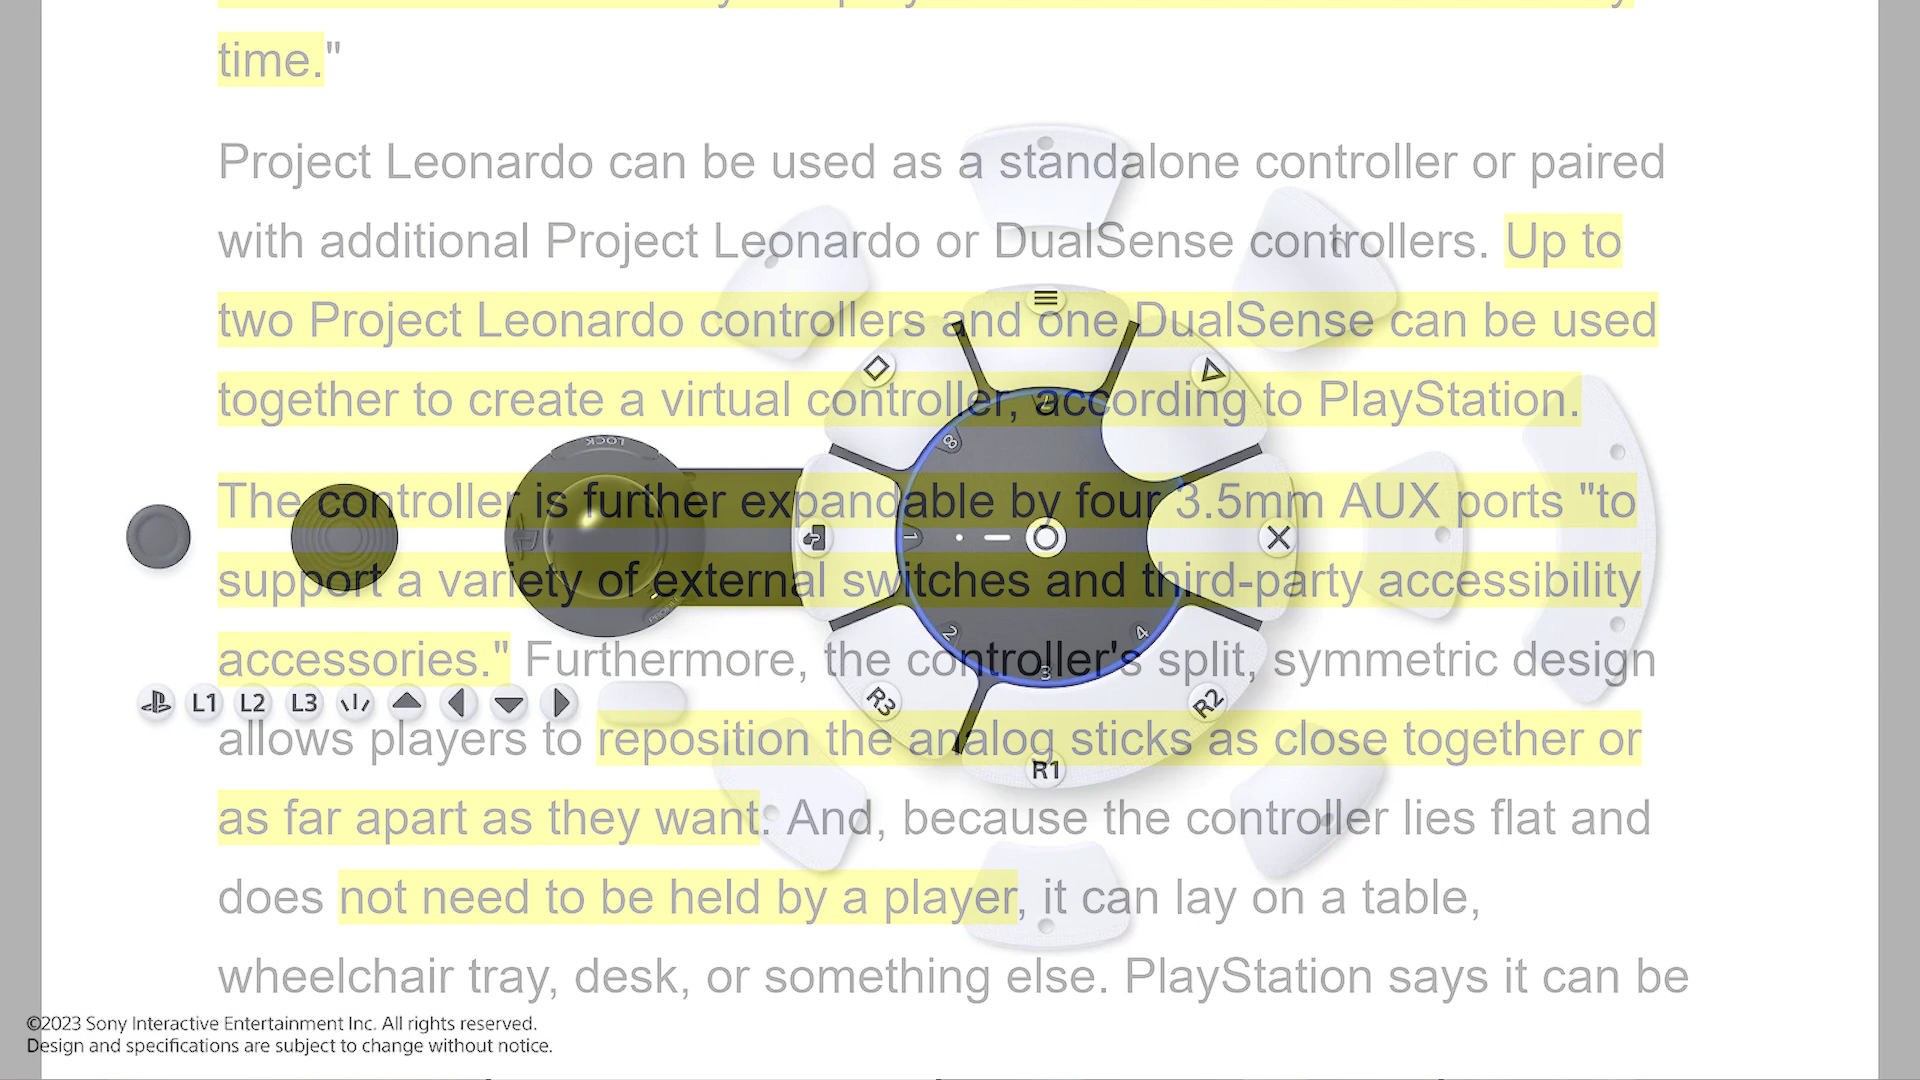 time."
Project Leonardo can be used as a standalone controller or paired
with additional Project Leonardo or DualSense controllers. Up to
two Project Leonardo controllers and one DualSense can be used
together to create a virtual controller, according to PlayStation.
The controller is further expandable by four 3.5mm AUX ports "to
support a variety of external switches and third-party accessibility
accessories." Furthermore, the controller's split, symmetric design
allows players to reposition the analog sticks as close together or
as far apart as they want. And, because the controller lies flat and
does not need to be held by a player, it can lay on a table,
wheelchair tray, desk, or something else. PlayStation says it can be
LOCK
PROFILE
7
8
1
2
3
4
L1 L2 L3
R3
R2
R1
©2023 Sony Interactive Entertainment Inc. All rights reserved.
Design and specifications are subject to change without notice.